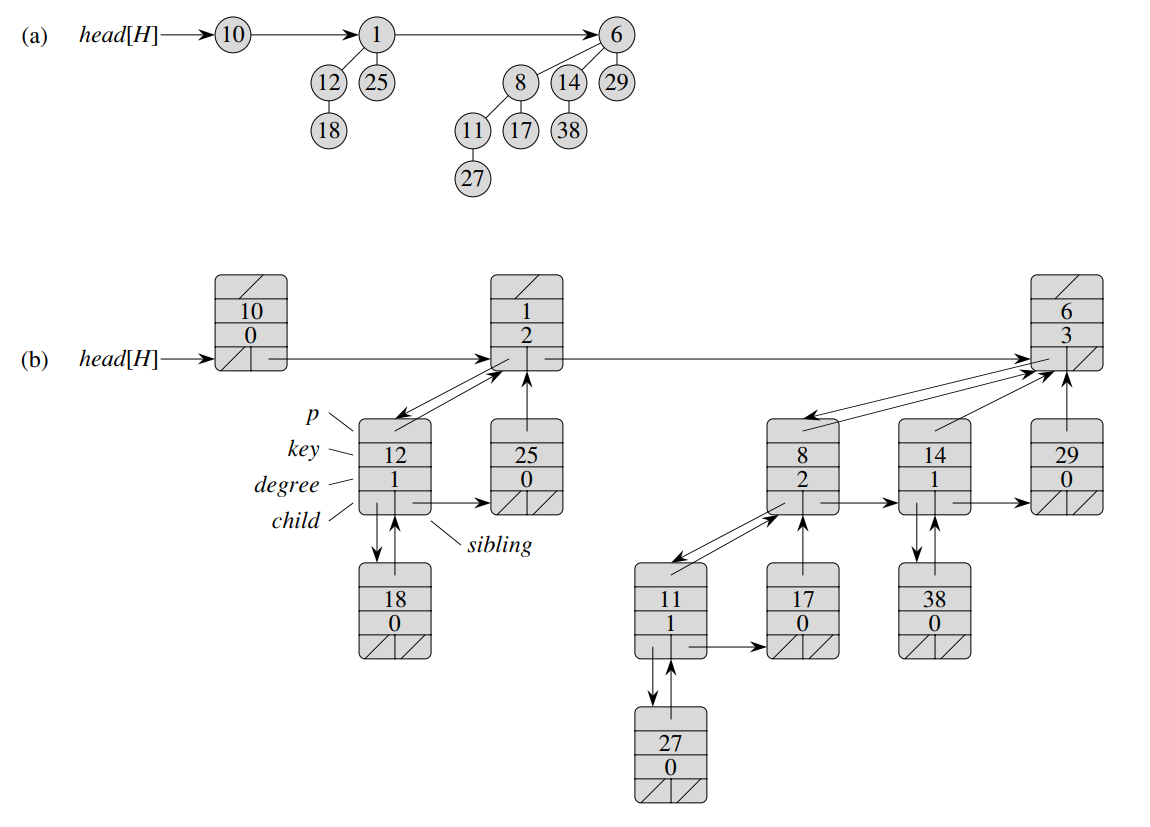 (a) head[H] 10 1 6
12 25 8 14 29
18 11 17 38
27
10 1 6
0 2 3
(b) head[H]
p
key 12 25 8 14 29
degree 1 0 2 1 0
child
sibling
18 11 17 38
0 1 0 0
27
0